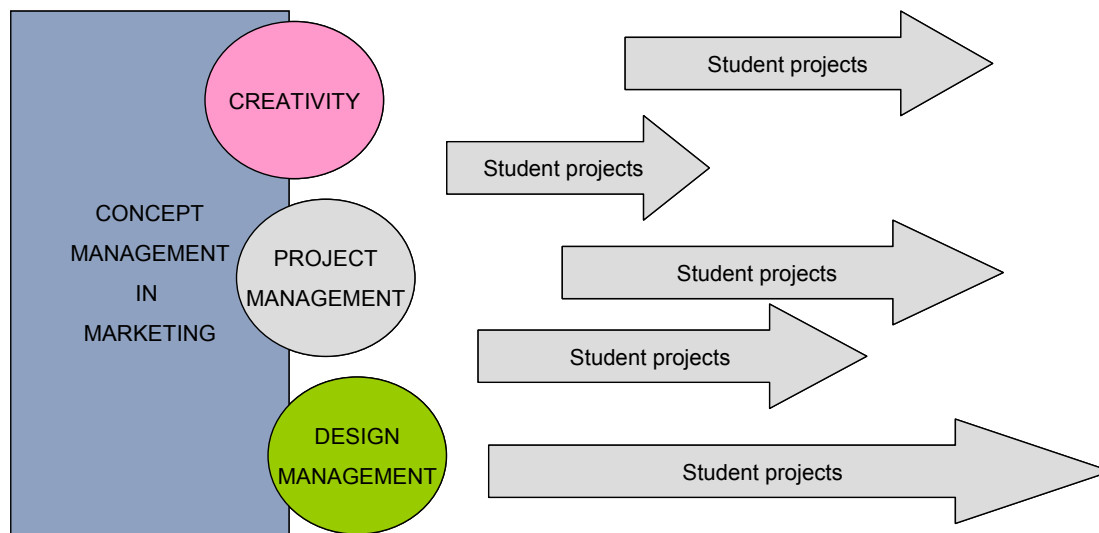 CREATIVITY
CONCEPT
MANAGEMENT
IN
MARKETING
PROJECT
MANAGEMENT
DESIGN
MANAGEMENT
Student projects
Student projects
Student projects
Student projects
Student projects